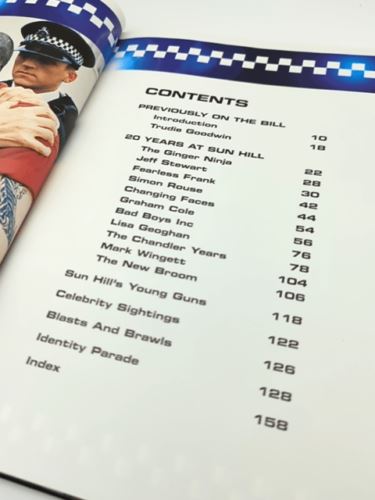 CONTENTS
PREVIOUSLY ON THE BILL
Introduction 10
Trudie Goodwin 18
20 YEARS AT SUN HILL
The Ginger Ninja 22
Jeff Stewart 28
Fearless Frank 30
Simon Rouse 42
Changing Faces 44
Graham Cole 54
Bad Boys Inc 56
Lisa Geoghan 76
The Chandler Years 78
Mark Wingett 104
The New Broom 106
Sun Hill's Young Guns 118
Celebrity Sightings 122
Blasts And Brawls 126
Identity Parade 128
Index 158